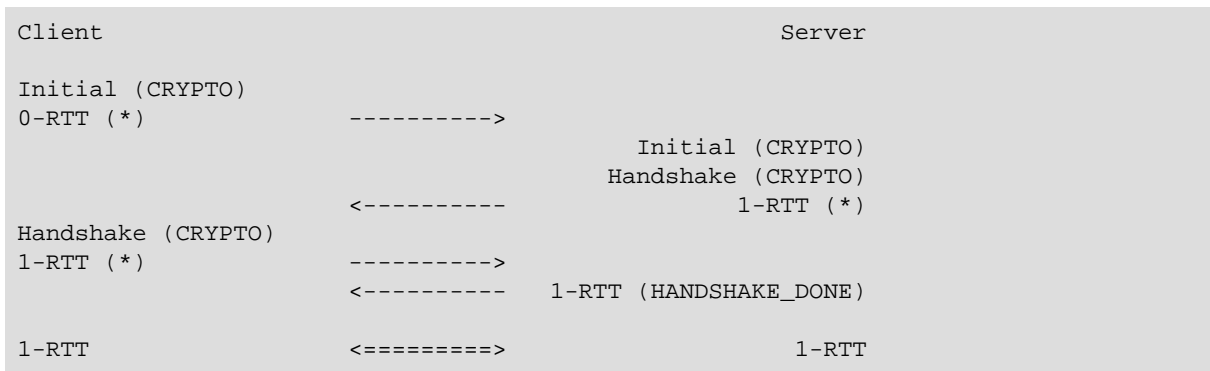 Client Server
Initial (CRYPTO)
0-RTT (*) ---------->
Initial (CRYPTO)
Handshake (CRYPTO)
<---------- 1-RTT (*)
Handshake (CRYPTO)
1-RTT (*) ---------->
<---------- 1-RTT (HANDSHAKE_DONE)
1-RTT <=========> 1-RTT